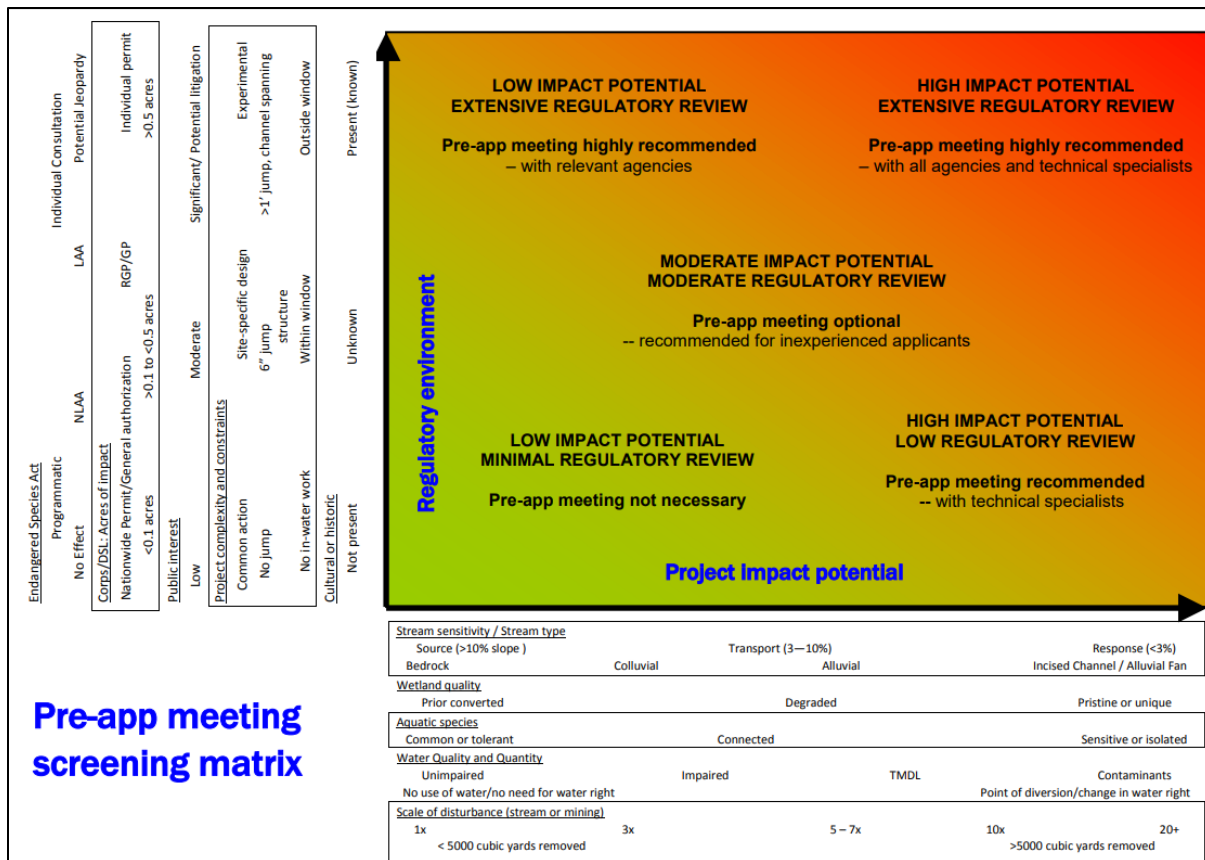 Endangered Species Act
Programmatic
Individual Consultation
No Effect
NLAA
LAA
Potential Jeopardy
Corps/DSL: Acres of impact
Nationwide Permit/General authorization
RGP/GP
Individual permit
<0.1 acres
>0.1 to <0.5 acres
>0.5 acres
Public interest
Low
Moderate
Significant/ Potential litigation
Project complexity and constraints
Common action
Site-specific design
Experimental
No jump
6” jump
>1’ jump, channel spanning
structure
No in-water work
Within window
Outside window
Cultural or historic
Not present
Unknown
Present (known)
LOW IMPACT POTENTIAL
EXTENSIVE REGULATORY REVIEW
Pre-app meeting highly recommended
– with relevant agencies
HIGH IMPACT POTENTIAL
EXTENSIVE REGULATORY REVIEW
Pre-app meeting highly recommended
– with all agencies and technical specialists
MODERATE IMPACT POTENTIAL
MODERATE REGULATORY REVIEW
Pre-app meeting optional
-- recommended for inexperienced applicants
LOW IMPACT POTENTIAL
MINIMAL REGULATORY REVIEW
Pre-app meeting not necessary
HIGH IMPACT POTENTIAL
LOW REGULATORY REVIEW
Pre-app meeting recommended
-- with technical specialists
Regulatory environment
Project impact potential
Pre-app meeting
screening matrix
Stream sensitivity / Stream type
Source (>10% slope ) Transport (3—10%) Response (<3%)
Bedrock Colluvial Alluvial Incised Channel / Alluvial Fan
Wetland quality
Prior converted Degraded Pristine or unique
Aquatic species
Common or tolerant Connected Sensitive or isolated
Water Quality and Quantity
Unimpaired Impaired TMDL Contaminants
No use of water/no need for water right Point of diversion/change in water right
Scale of disturbance (stream or mining)
1x 3x 5 – 7x 10x 20+
< 5000 cubic yards removed >5000 cubic yards removed